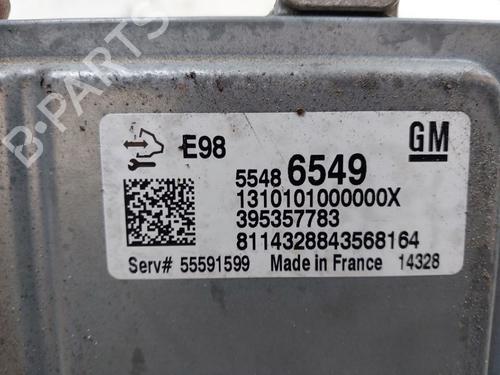 B-PARTS
E98
GM
5548 6549
1310101000000X
395357783
8114328843568164
Serv# 55591599 Made in France 14328